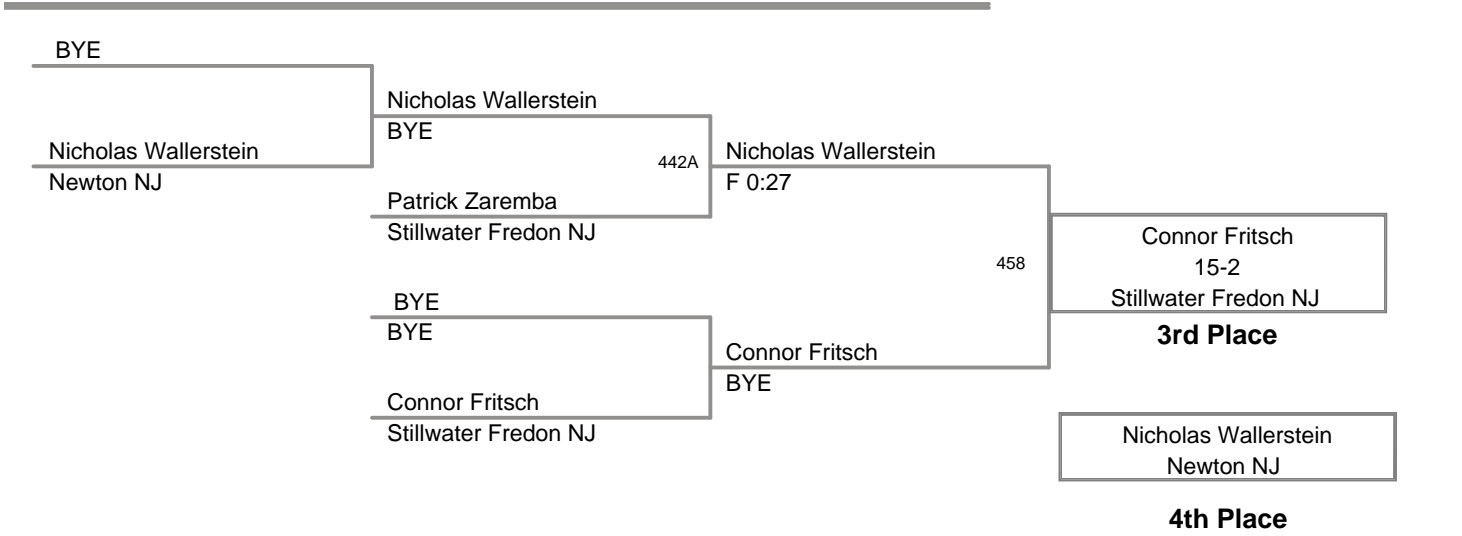 BYE
Nicholas Wallerstein
Newton NJ
Nicholas Wallerstein
BYE
442A
Patrick Zaremba
Stillwater Fredon NJ
BYE
BYE
Connor Fritsch
Stillwater Fredon NJ
Nicholas Wallerstein
F 0:27
458
Connor Fritsch
BYE
Connor Fritsch
15-2
Stillwater Fredon NJ
3rd Place
Nicholas Wallerstein
Newton NJ
4th Place